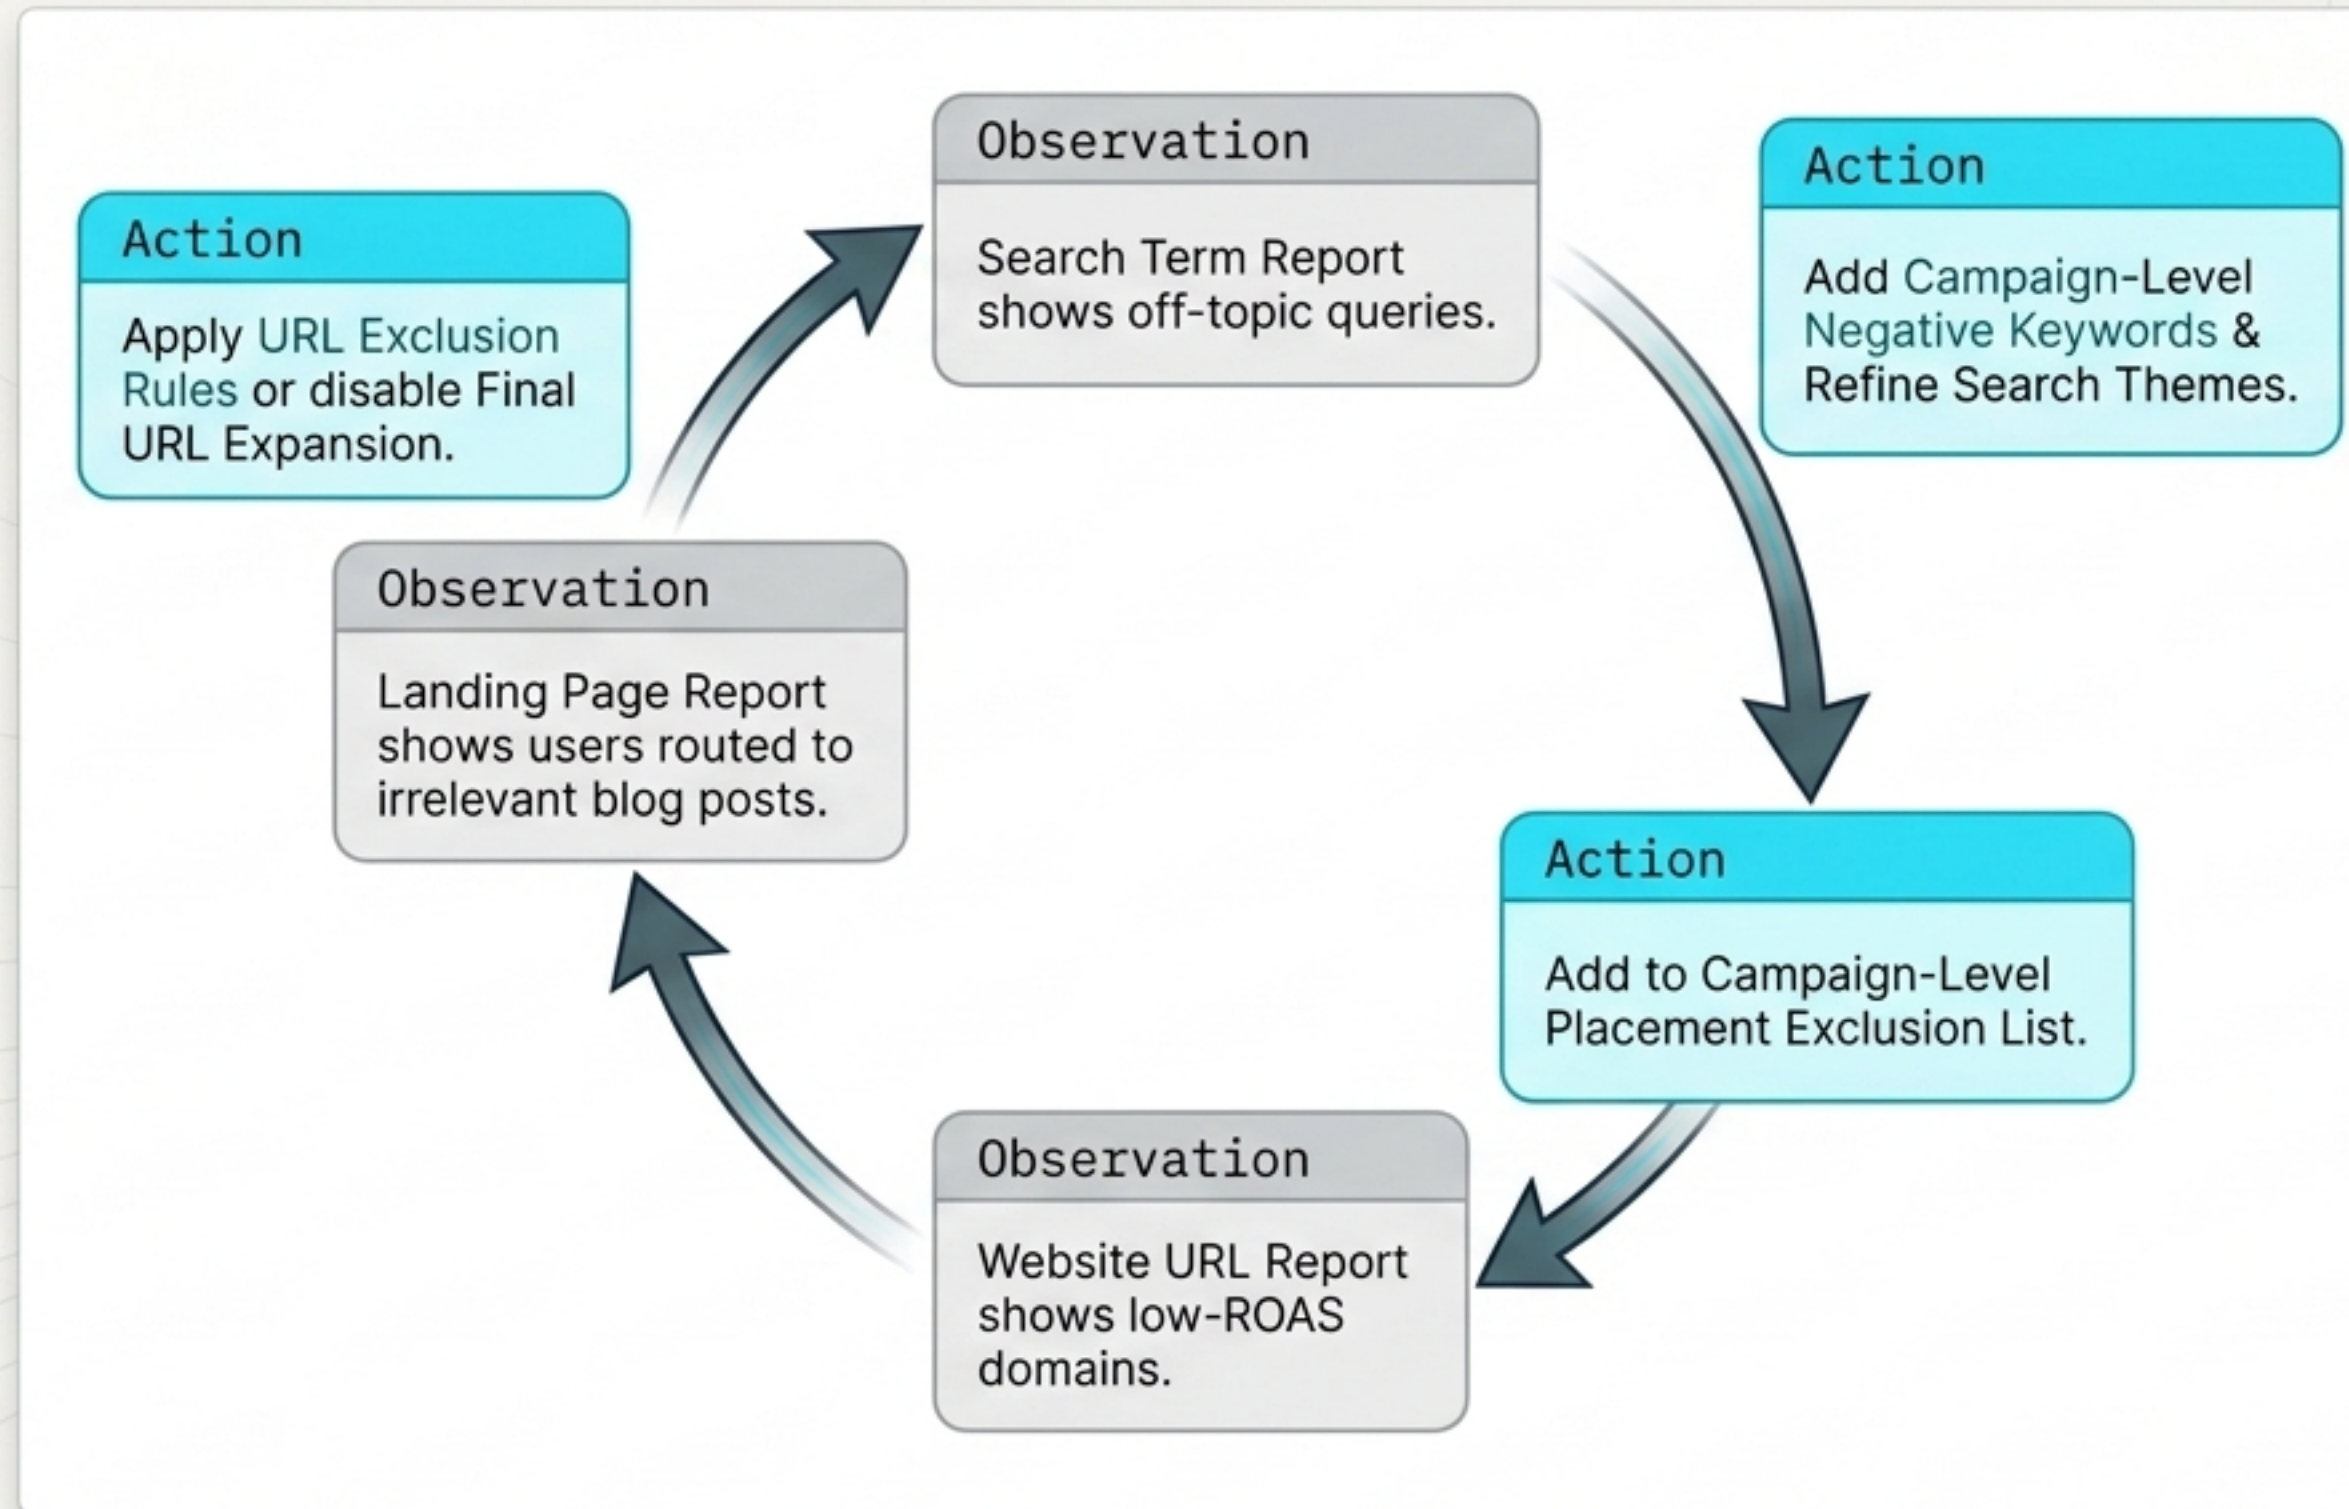 Observation
Search Term Report
shows off-topic queries.
Action
Add Campaign-Level
Negative Keywords &
Refine Search Themes.
Action
Add to Campaign-Level
Placement Exclusion List.
Observation
Website URL Report
shows low-ROAS
domains.
Observation
Landing Page Report
shows users routed to
irrelevant blog posts.
Action
Apply URL Exclusion
Rules or disable Final
URL Expansion.